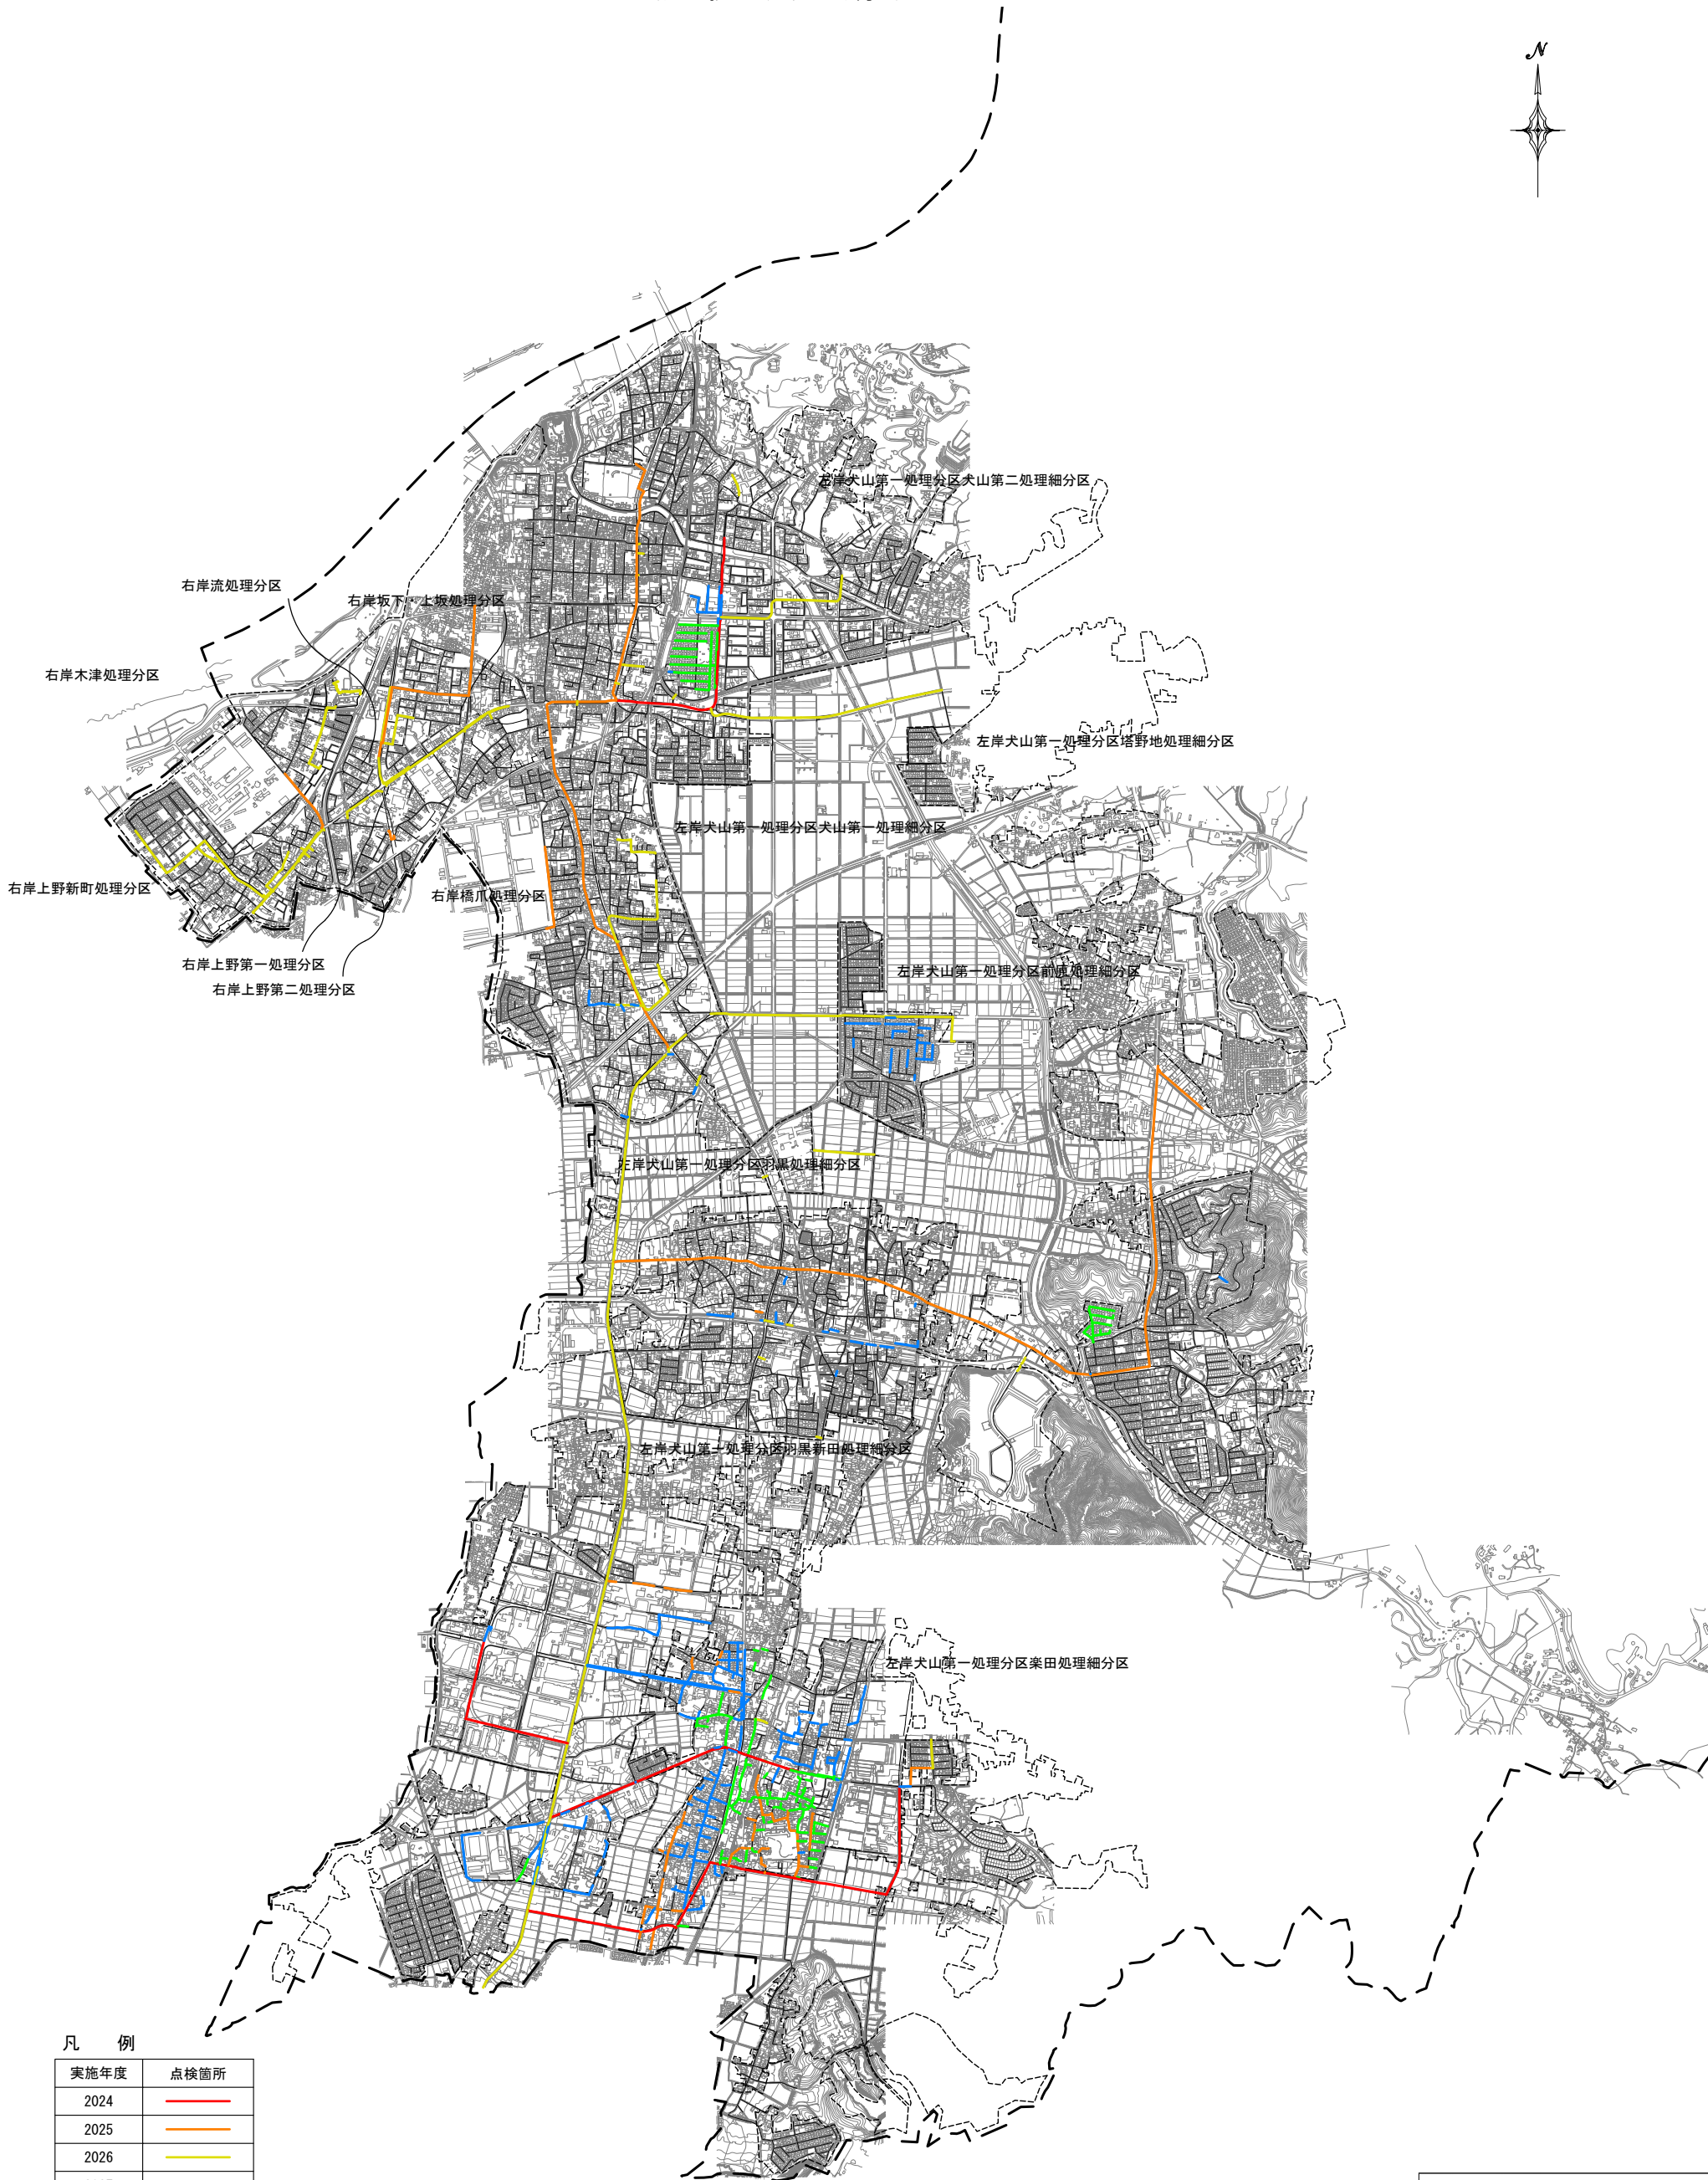 N
左岸犬山第一処理分区犬山第二処理細分区
右岸流処理分区
右岸坂下・上坂処理分区
右岸木津処理分区
左岸犬山第一処理分区塔野地処理細分区
左岸犬山第一処理分区犬山第一処理細分区
右岸上野新町処理分区
右岸橋爪処理分区
右岸上野第一処理分区
左岸犬山第一処理分区前原処理細分区
右岸上野第二処理分区
左岸犬山第一処理分区羽黒処理細分区
左岸犬山第一処理分区羽黒新田処理細分区
左岸犬山第一処理分区楽田処理細分区
凡 例
実施年度 点検箇所
2024
2025
2026